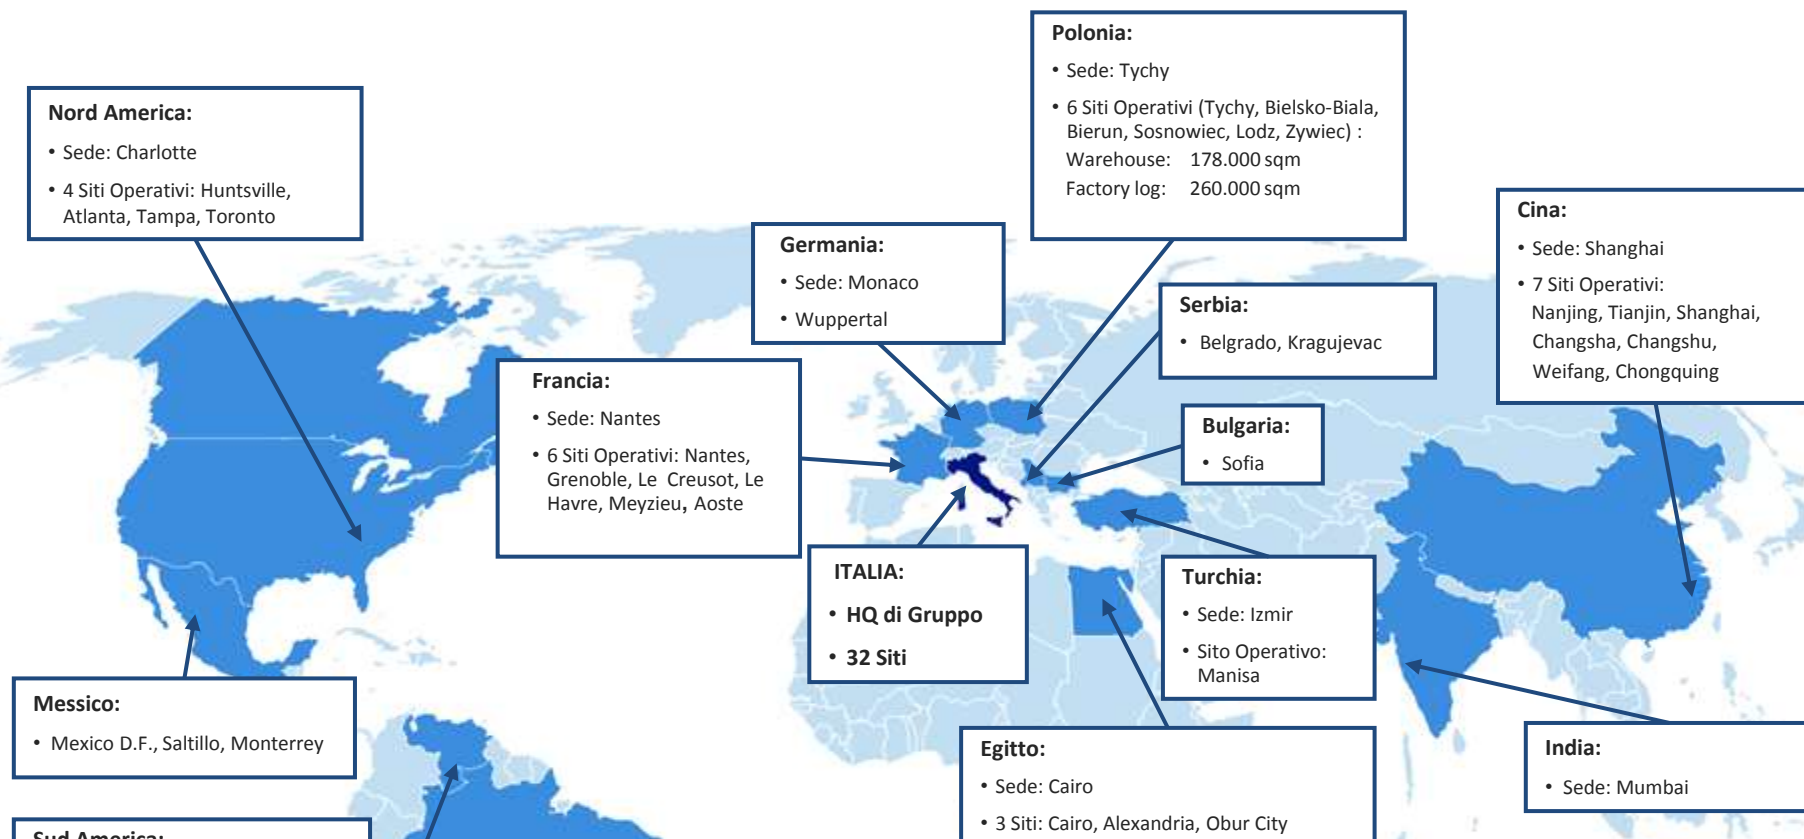 Nord America:
• Sede: Charlotte
• 4 Siti Operativi: Huntsville,
Atlanta, Tampa, Toronto
Polonia:
• Sede: Tychy
• 6 Siti Operativi (Tychy, Bielsko-Biala,
Bierun, Sosnowiec, Lodz, Zywiec) :
Warehouse: 178.000 sqm
Factory log: 260.000 sqm
Germania:
• Sede: Monaco
• Wuppertal
Serbia:
• Belgrado, Kragujevac
Cina:
• Sede: Shanghai
• 7 Siti Operativi:
Nanjing, Tianjin, Shanghai,
Changsha, Changshu,
Weifang, Chongquing
Francia:
• Sede: Nantes
• 6 Siti Operativi: Nantes,
Grenoble, Le Creusot, Le
Havre, Meyzieu, Aoste
Bulgaria:
• Sofia
ITALIA:
• HQ di Gruppo
• 32 Siti
Turchia:
• Sede: Izmir
• Sito Operativo:
Manisa
Messico:
• Mexico D.F., Saltillo, Monterrey
Egitto:
• Sede: Cairo
• 3 Siti: Cairo, Alexandria, Obur City
India:
• Sede: Mumbai
Sud America: